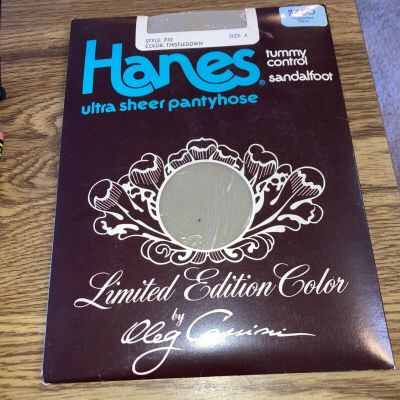 STYLE: 710 SIZE: A
COLOR: THISTLEDOWN
Hanes®
tummy
control
sandalfoot
ultra sheer pantyhose
Limited Edition Color
by
Oleg Cassini